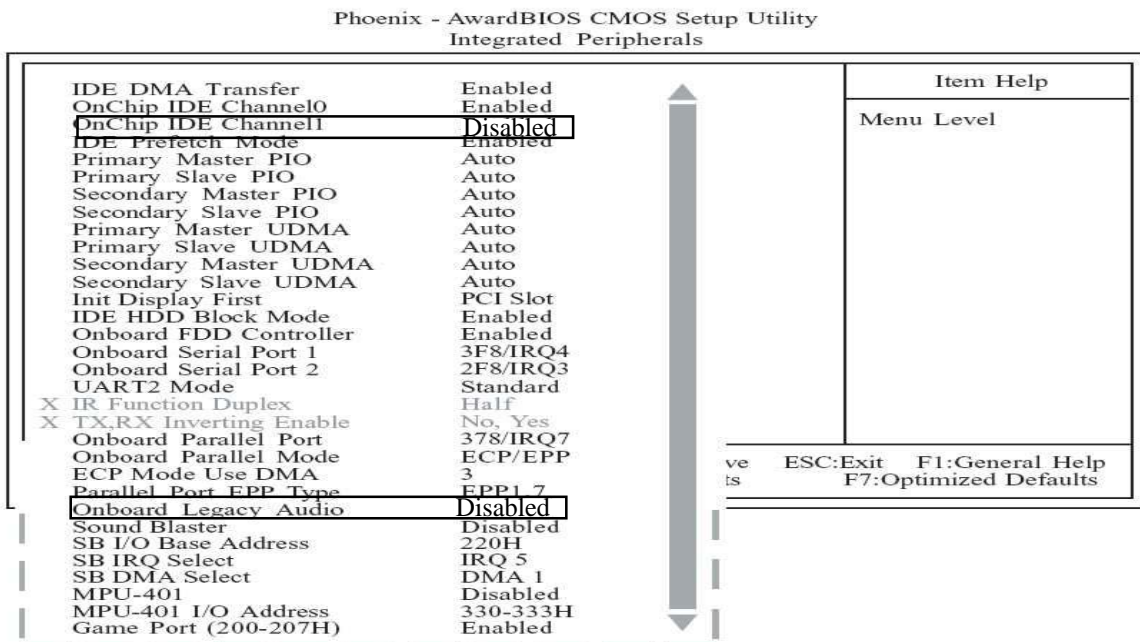 Phoenix - AwardBIOS CMOS Setup Utility
Integrated Peripherals
IDE DMA Transfer Enabled
OnChip IDE Channel0 Enabled
OnChip IDE Channel1 Disabled
IDE Prefetch Mode Enabled
Primary Master PIO Auto
Primary Slave PIO Auto
Secondary Master PIO Auto
Secondary Slave PIO Auto
Primary Master UDMA Auto
Primary Slave UDMA Auto
Secondary Master UDMA Auto
Secondary Slave UDMA Auto
Init Display First PCI Slot
IDE HDD Block Mode Enabled
Onboard FDD Controller Enabled
Onboard Serial Port 1 3F8/IRQ4
Onboard Serial Port 2 2F8/IRQ3
UART2 Mode Standard
X IR Function Duplex Half
X TX,RX Inverting Enable No, Yes
Onboard Parallel Port 378/IRQ7
Onboard Parallel Mode ECP/EPP
ECP Mode Use DMA 3
Parallel Port EPP Type EPP1.7
Onboard Legacy Audio Disabled
Sound Blaster Disabled
SB I/O Base Address 220H
SB IRQ Select IRQ 5
SB DMA Select DMA 1
MPU-401 Disabled
MPU-401 I/O Address 330-333H
Game Port (200-207H) Enabled
Item Help
Menu Level
ve ESC:Exit F1:General Help
ts F7:Optimized Defaults